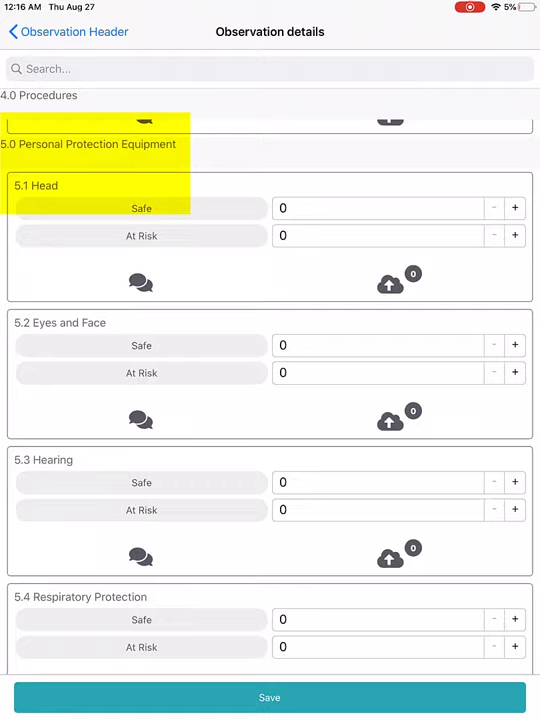 12:16 AM Thu Aug 27 5%
Observation Header Observation details
Search...
4.0 Procedures
5.0 Personal Protection Equipment
5.1 Head
Safe 0 - +
At Risk 0 - +
0
5.2 Eyes and Face
Safe 0 - +
At Risk 0 - +
0
5.3 Hearing
Safe 0 - +
At Risk 0 - +
0
5.4 Respiratory Protection
Safe 0 - +
At Risk 0 - +
Save